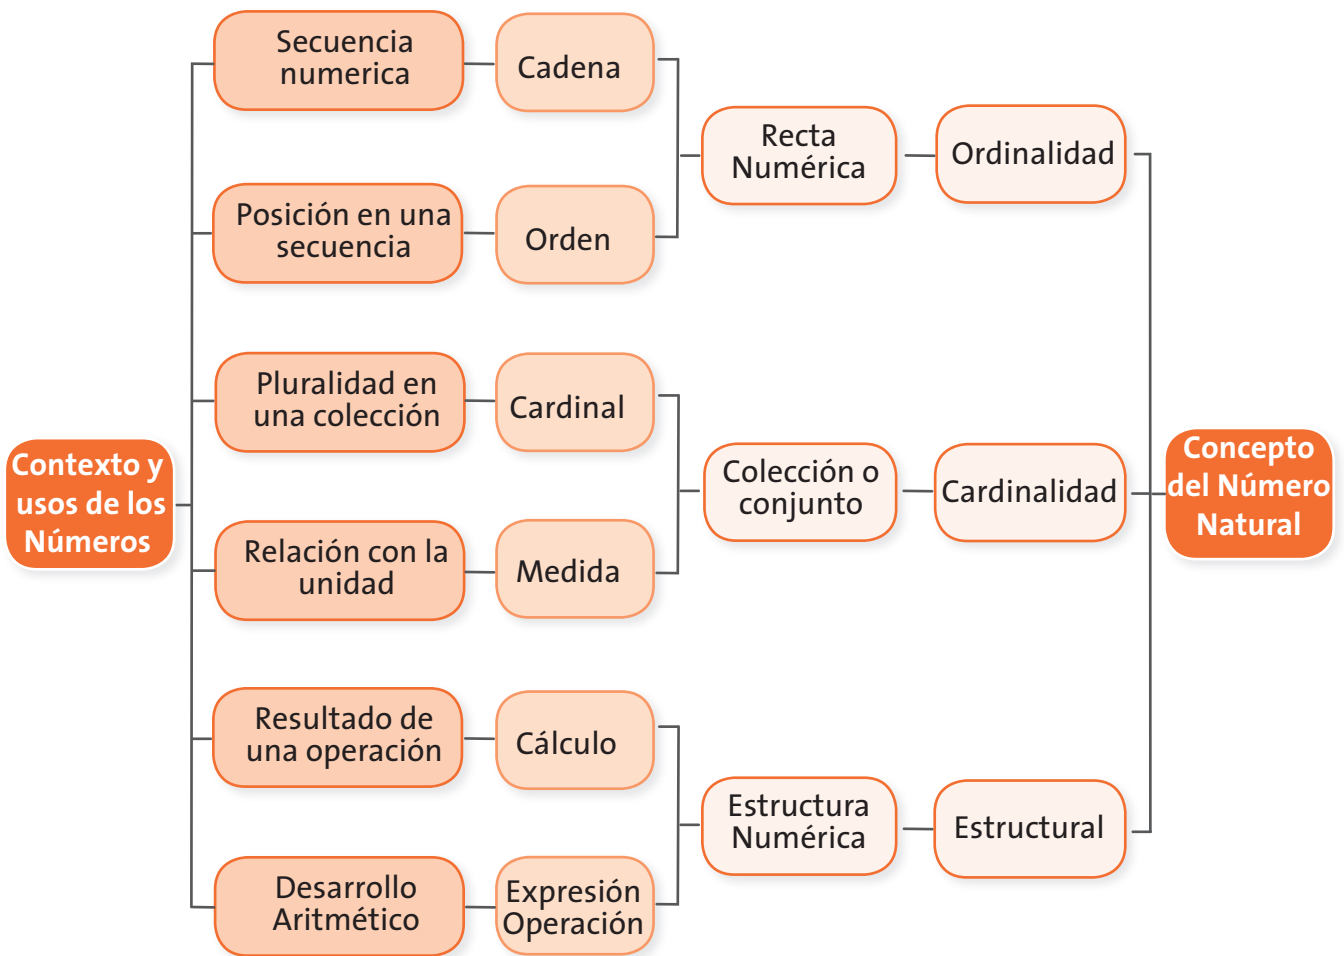 Secuencia
numerica
Cadena
Recta
Numérica
Ordinalidad
Posición en una
secuencia
Orden
Pluralidad en
una colección
Cardinal
Contexto y
usos de los
Números
Colección o
conjunto
Cardinalidad
Concepto
del Número
Natural
Relación con la
unidad
Medida
Resultado de
una operación
Cálculo
Estructura
Numérica
Estructural
Desarrollo
Aritmético
Expresión
Operación